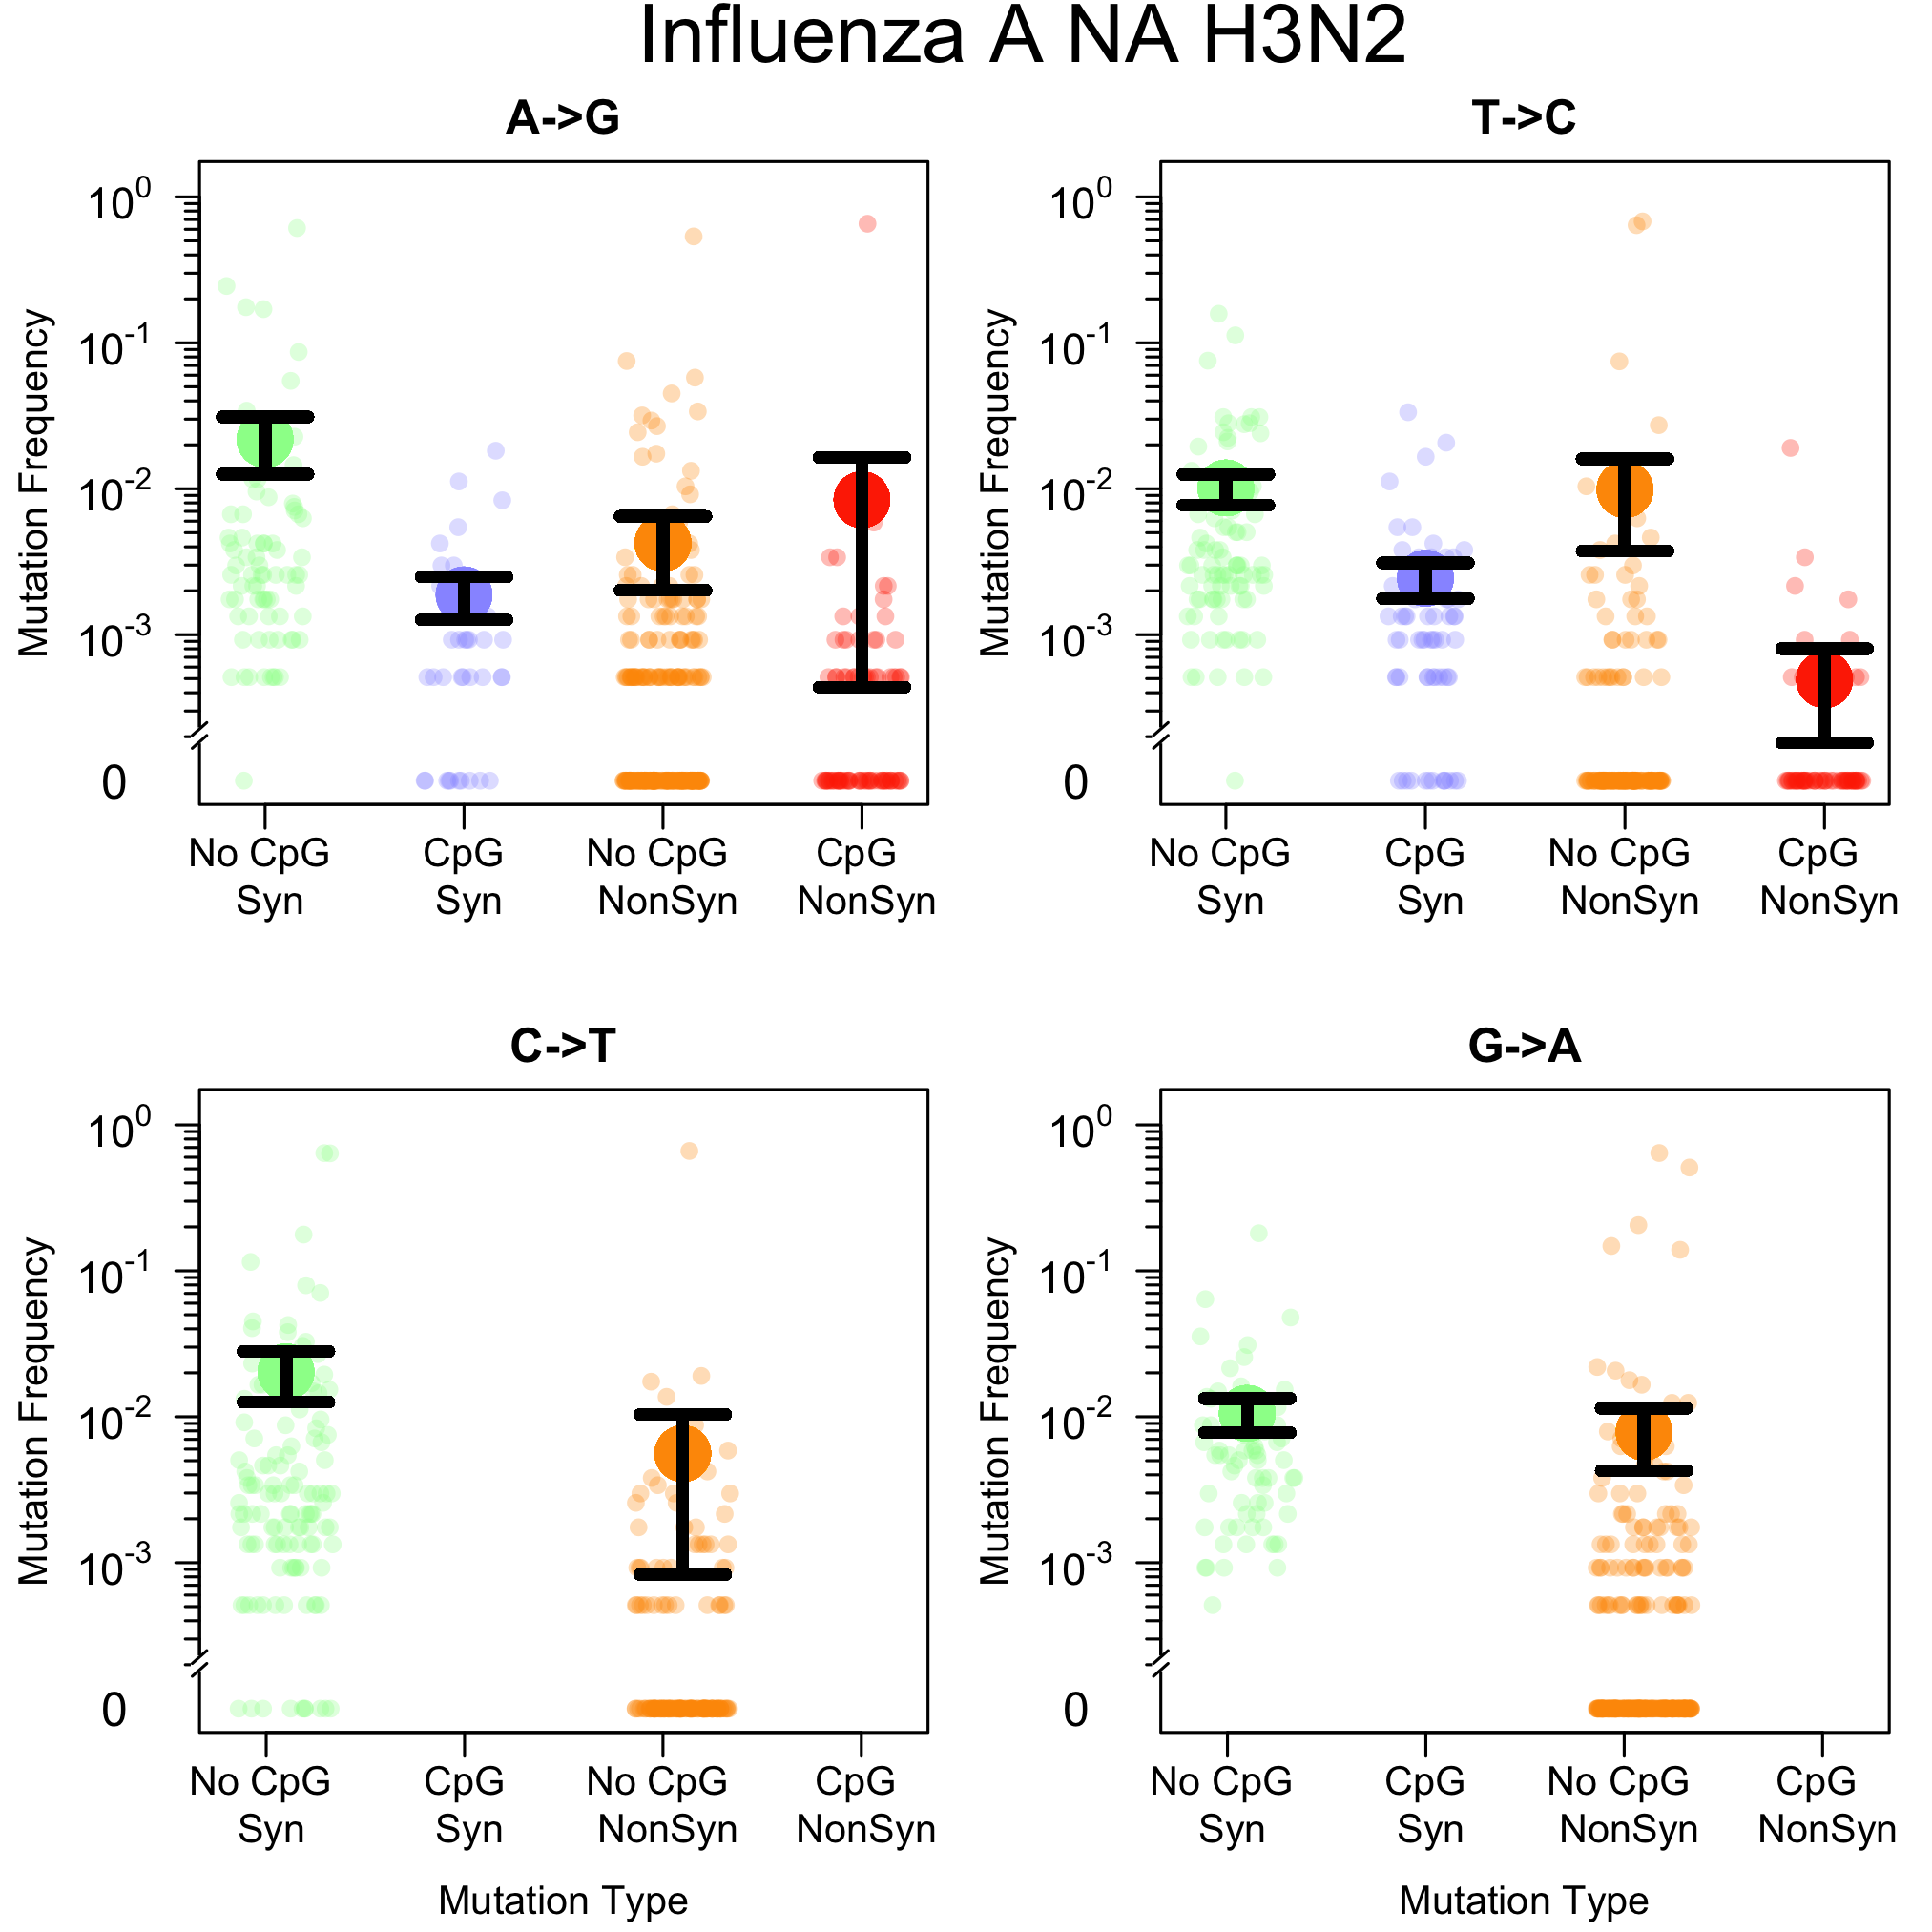 Influenza A NA H3N2
A->G
Mutation Frequency
10^0
10^-1
10^-2
10^-3
0
No CpG Syn
CpG Syn
No CpG NonSyn
CpG NonSyn
T->C
Mutation Frequency
10^0
10^-1
10^-2
10^-3
0
No CpG Syn
CpG Syn
No CpG NonSyn
CpG NonSyn
C->T
Mutation Frequency
10^0
10^-1
10^-2
10^-3
0
No CpG Syn
CpG Syn
No CpG NonSyn
CpG NonSyn
Mutation Type
G->A
Mutation Frequency
10^0
10^-1
10^-2
10^-3
0
No CpG Syn
CpG Syn
No CpG NonSyn
CpG NonSyn
Mutation Type